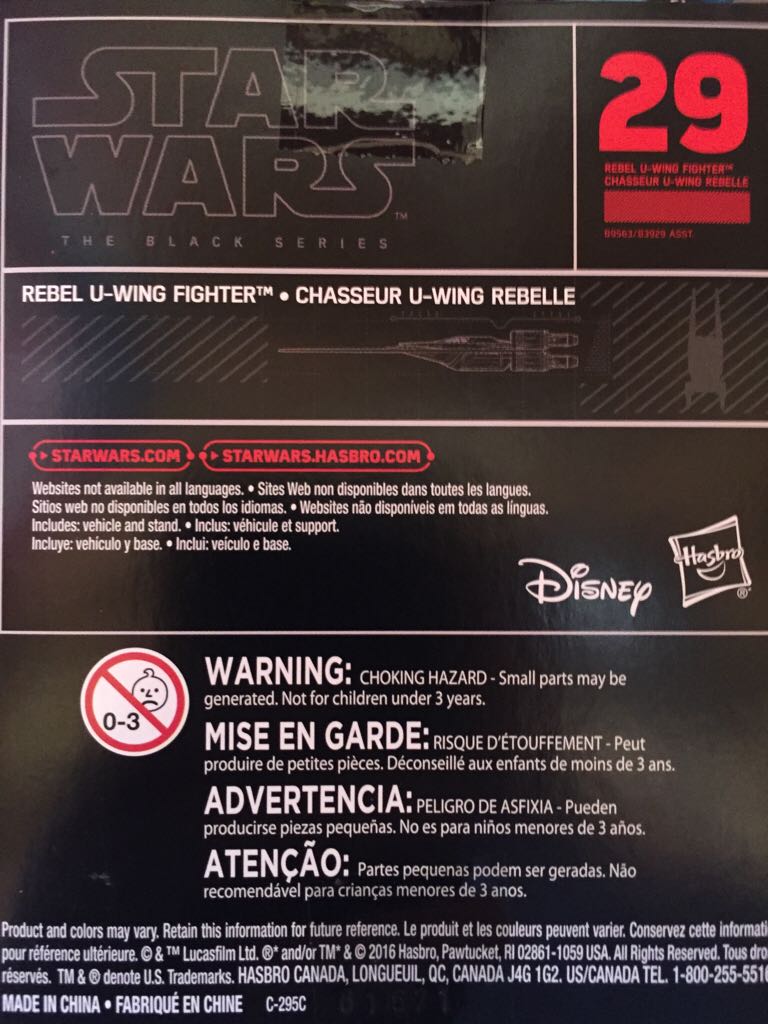 STAR
WARS™
THE BLACK SERIES
29
REBEL U-WING FIGHTER™
CHASSEUR U-WING REBELLE
B9563/B3929 ASST.
REBEL U-WING FIGHTER™ • CHASSEUR U-WING REBELLE
STARWARS.COM STARWARS.HASBRO.COM
Websites not available in all languages. • Sites Web non disponibles dans toutes les langues.
Sitios web no disponibles en todos los idiomas. • Websites não disponíveis em todas as línguas.
Includes: vehicle and stand. • Inclus: véhicule et support.
Incluye: vehículo y base. • Inclui: veículo e base.
DISNEY
Hasbro®
0-3
WARNING: CHOKING HAZARD - Small parts may be
generated. Not for children under 3 years.
MISE EN GARDE: RISQUE D'ÉTOUFFEMENT - Peut
produire de petites pièces. Déconseillé aux enfants de moins de 3 ans.
ADVERTENCIA: PELIGRO DE ASFIXIA - Pueden
producirse piezas pequeñas. No es para niños menores de 3 años.
ATENÇÃO: Partes pequenas podem ser geradas. Não
recomendável para crianças menores de 3 anos.
Product and colors may vary. Retain this information for future reference. Le produit et les couleurs peuvent varier. Conservez cette informati
pour référence ultérieure. © & ™ Lucasfilm Ltd. ®* and/or TM* & © 2016 Hasbro, Pawtucket, RI 02861-1059 USA. All Rights Reserved. Tous dro
réservés. TM & ® denote U.S. Trademarks. HASBRO CANADA, LONGUEUIL, QC, CANADA J4G 1G2. US/CANADA TEL. 1-800-255-5516
MADE IN CHINA • FABRIQUÉ EN CHINE C-295C